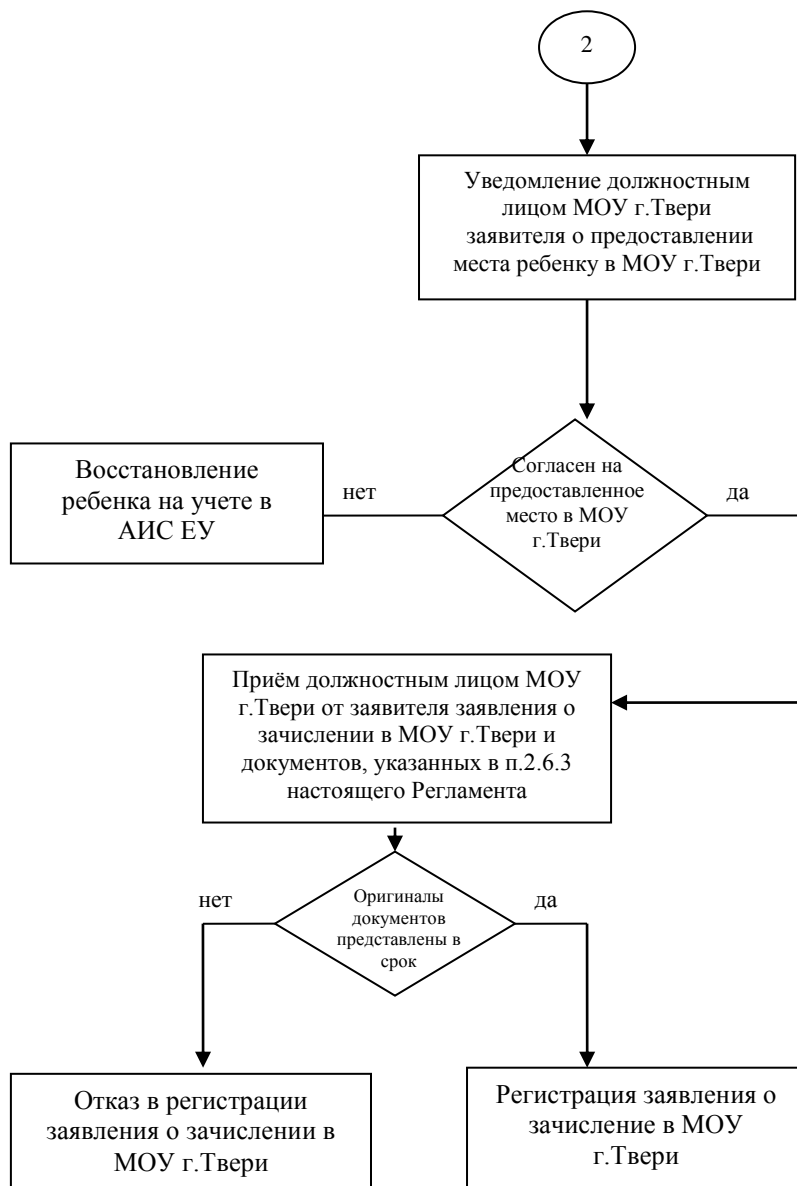 2
Уведомление должностным
лицом МОУ г.Твери
заявителя о предоставлении
места ребенку в МОУ г.Твери
Восстановление
ребенка на учете в
АИС ЕУ
нет
Согласен на
предоставленное
место в МОУ
г.Твери
да
Приём должностным лицом МОУ
г.Твери от заявителя заявления о
зачислении в МОУ г.Твери и
документов, указанных в п.2.6.3
настоящего Регламента
нет
Оригиналы
документов
представлены в
срок
да
Отказ в регистрации
заявления о зачислении в
МОУ г.Твери
Регистрация заявления о
зачисление в МОУ
г.Твери